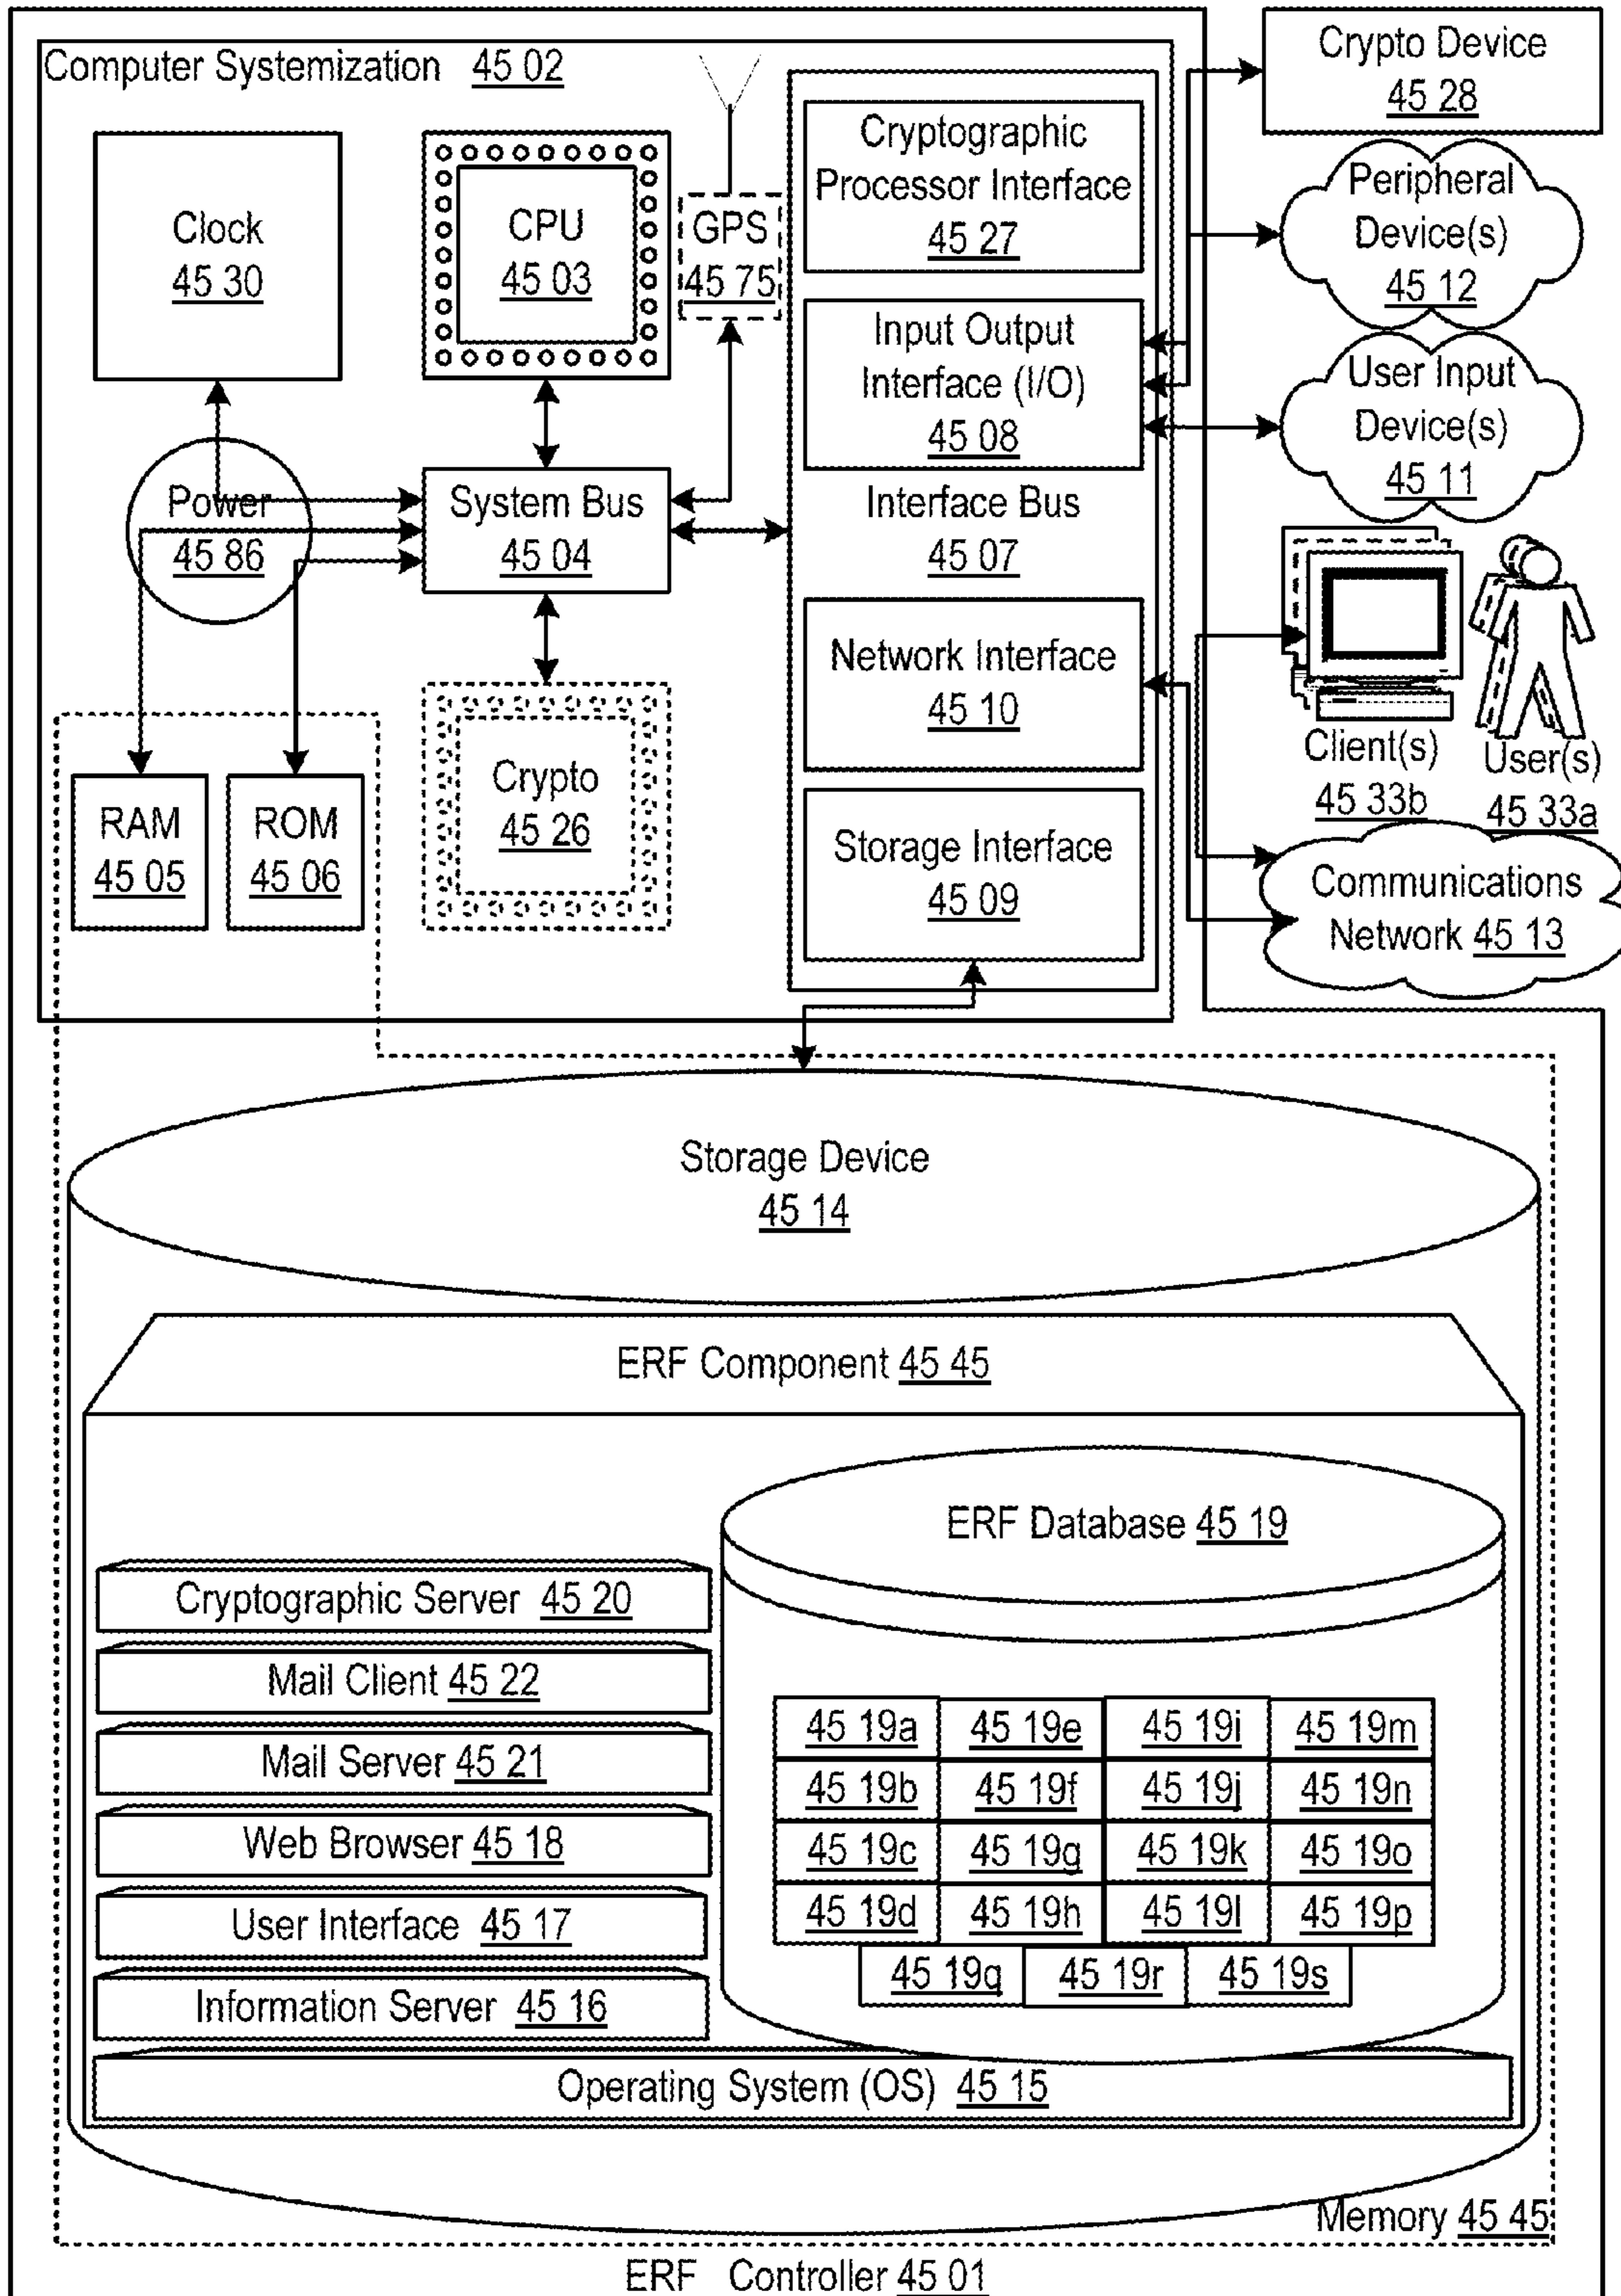 Computer Systemization 45 02
Clock
45 30
CPU
45 03
GPS
45 75
Cryptographic
Processor Interface
45 27
Crypto Device
45 28
Peripheral
Device(s)
45 12
Input Output
Interface (I/O)
45 08
User Input
Device(s)
45 11
Power
45 86
System Bus
45 04
Interface Bus
45 07
Network Interface
45 10
Client(s)
45 33b
User(s)
45 33a
RAM
45 05
ROM
45 06
Crypto
45 26
Storage Interface
45 09
Communications
Network 45 13
Storage Device
45 14
ERF Component 45 45
ERF Database 45 19
Cryptographic Server 45 20
Mail Client 45 22
Mail Server 45 21
Web Browser 45 18
User Interface 45 17
Information Server 45 16
45 19a 45 19e 45 19i 45 19m
45 19b 45 19f 45 19j 45 19n
45 19c 45 19g 45 19k 45 19o
45 19d 45 19h 45 19l 45 19p
45 19q 45 19r 45 19s
Operating System (OS) 45 15
Memory 45 45
ERF Controller 45 01